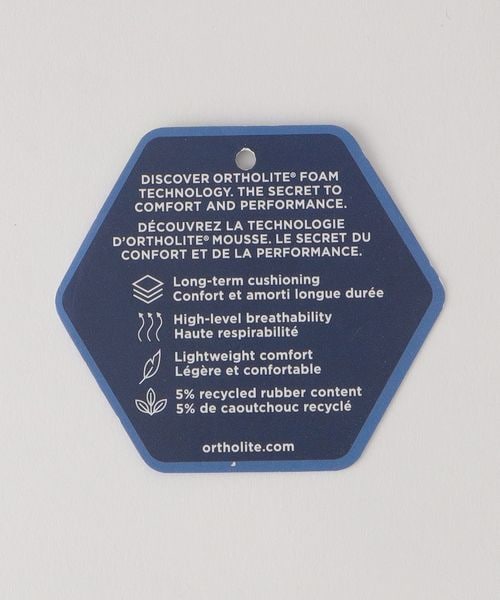 DISCOVER ORTHOLITE® FOAM
TECHNOLOGY. THE SECRET TO
COMFORT AND PERFORMANCE.
DÉCOUVREZ LA TECHNOLOGIE
D'ORTHOLITE® MOUSSE. LE SECRET DU
CONFORT ET DE LA PERFORMANCE.
Long-term cushioning
Confort et amorti longue durée
High-level breathability
Haute respirabilité
Lightweight comfort
Légère et confortable
5% recycled rubber content
5% de caoutchouc recyclé
ortholite.com